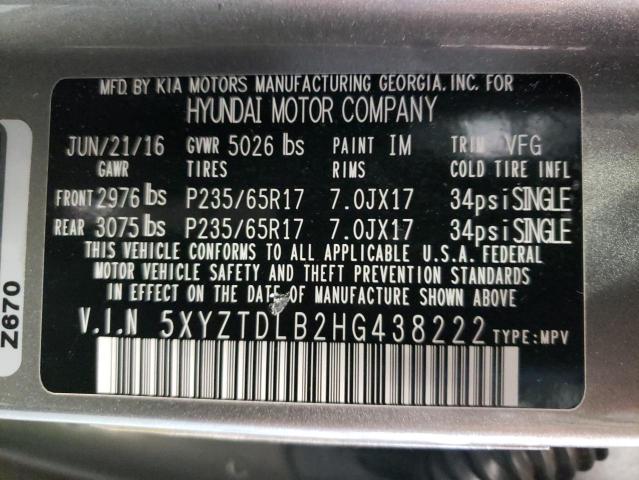 MFD. BY KIA MOTORS MANUFACTURING GEORGIA, INC. FOR
HYUNDAI MOTOR COMPANY
JUN/21/16 GVWR 5026 lbs PAINT IM TRIM VFG
GAWR TIRES RIMS COLD TIRE INFL
FRONT 2976 lbs P235/65R17 7.0JX17 34psi SINGLE
REAR 3075 lbs P235/65R17 7.0JX17 34psi SINGLE
THIS VEHICLE CONFORMS TO ALL APPLICABLE U.S.A. FEDERAL
MOTOR VEHICLE SAFETY AND THEFT PREVENTION STANDARDS
IN EFFECT ON THE DATE OF MANUFACTURE SHOWN ABOVE
V.I.N 5XYZTDLB2HG438222 TYPE:MPV
Z670